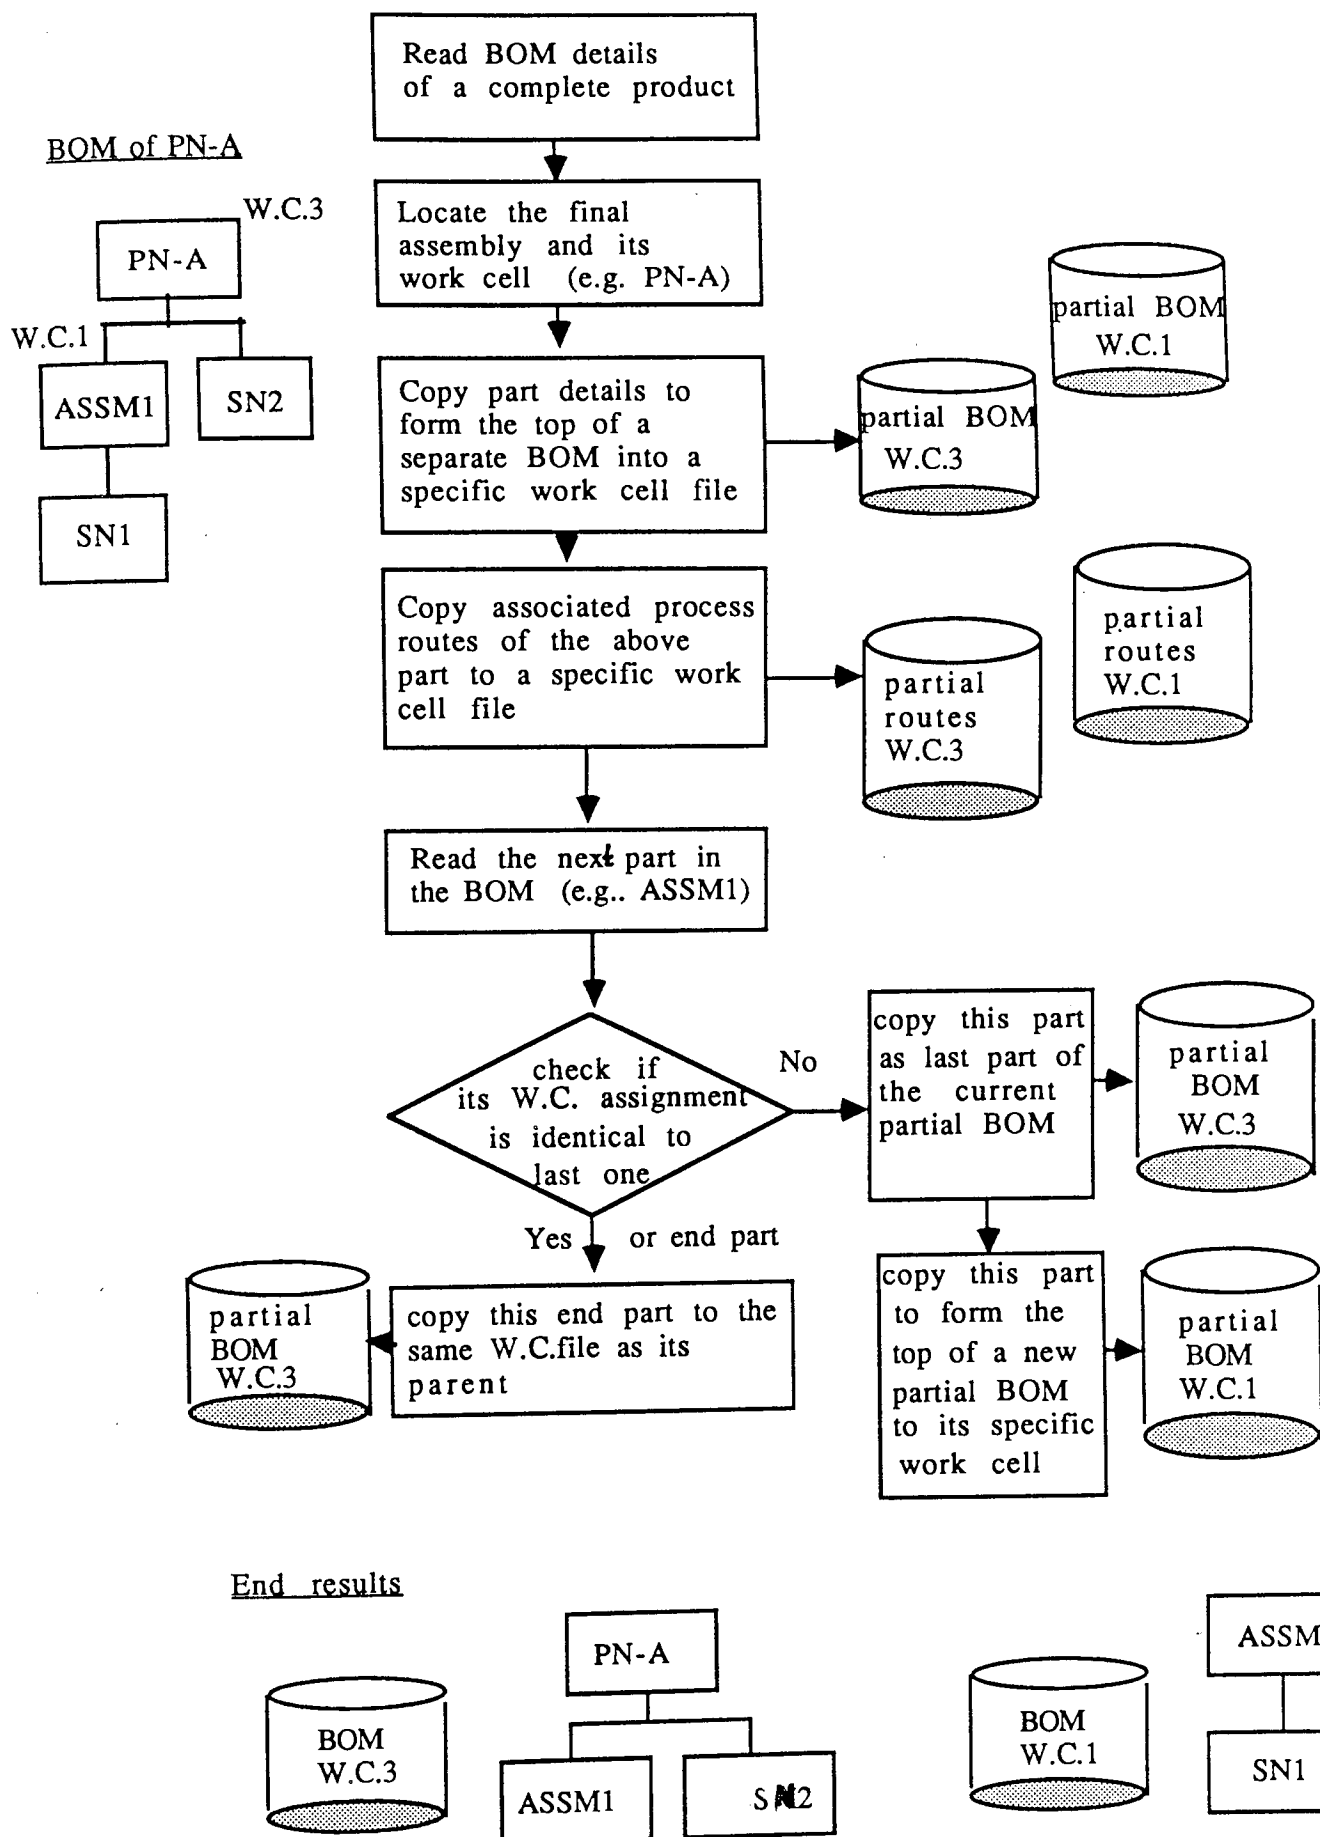 Read BOM details
of a complete product
BOM of PN-A
W.C.3
PN-A
W.C.1
ASSM1
SN2
SN1
Locate the final
assembly and its
work cell (e.g. PN-A)
Copy part details to
form the top of a
separate BOM into a
specific work cell file
partial BOM
W.C.3
partial BOM
W.C.1
Copy associated process
routes of the above
part to a specific work
cell file
partial
routes
W.C.3
partial
routes
W.C.1
Read the next part in
the BOM (e.g.. ASSM1)
check if
its W.C. assignment
is identical to
last one
No
copy this part
as last part of
the current
partial BOM
partial
BOM
W.C.3
Yes or end part
copy this part
to form the
top of a new
partial BOM
to its specific
work cell
partial
BOM
W.C.1
copy this end part to the
same W.C.file as its
parent
partial
BOM
W.C.3
End results
BOM
W.C.3
PN-A
ASSM1
SN2
BOM
W.C.1
ASSM
SN1